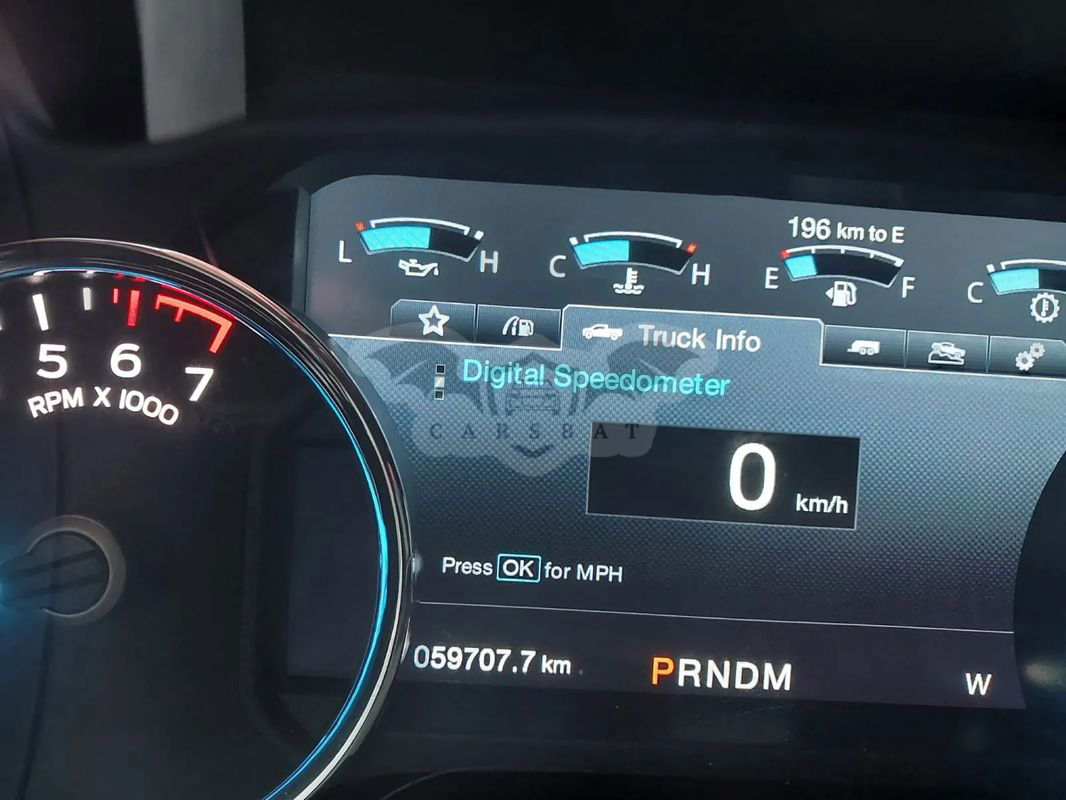 196 km to E
L H
C H
E F
C
Truck Info
Digital Speedometer
CARSBAT
0 km/h
Press OK for MPH
059707.7 km
PRNDM
W
5 6 7
RPM X 1000